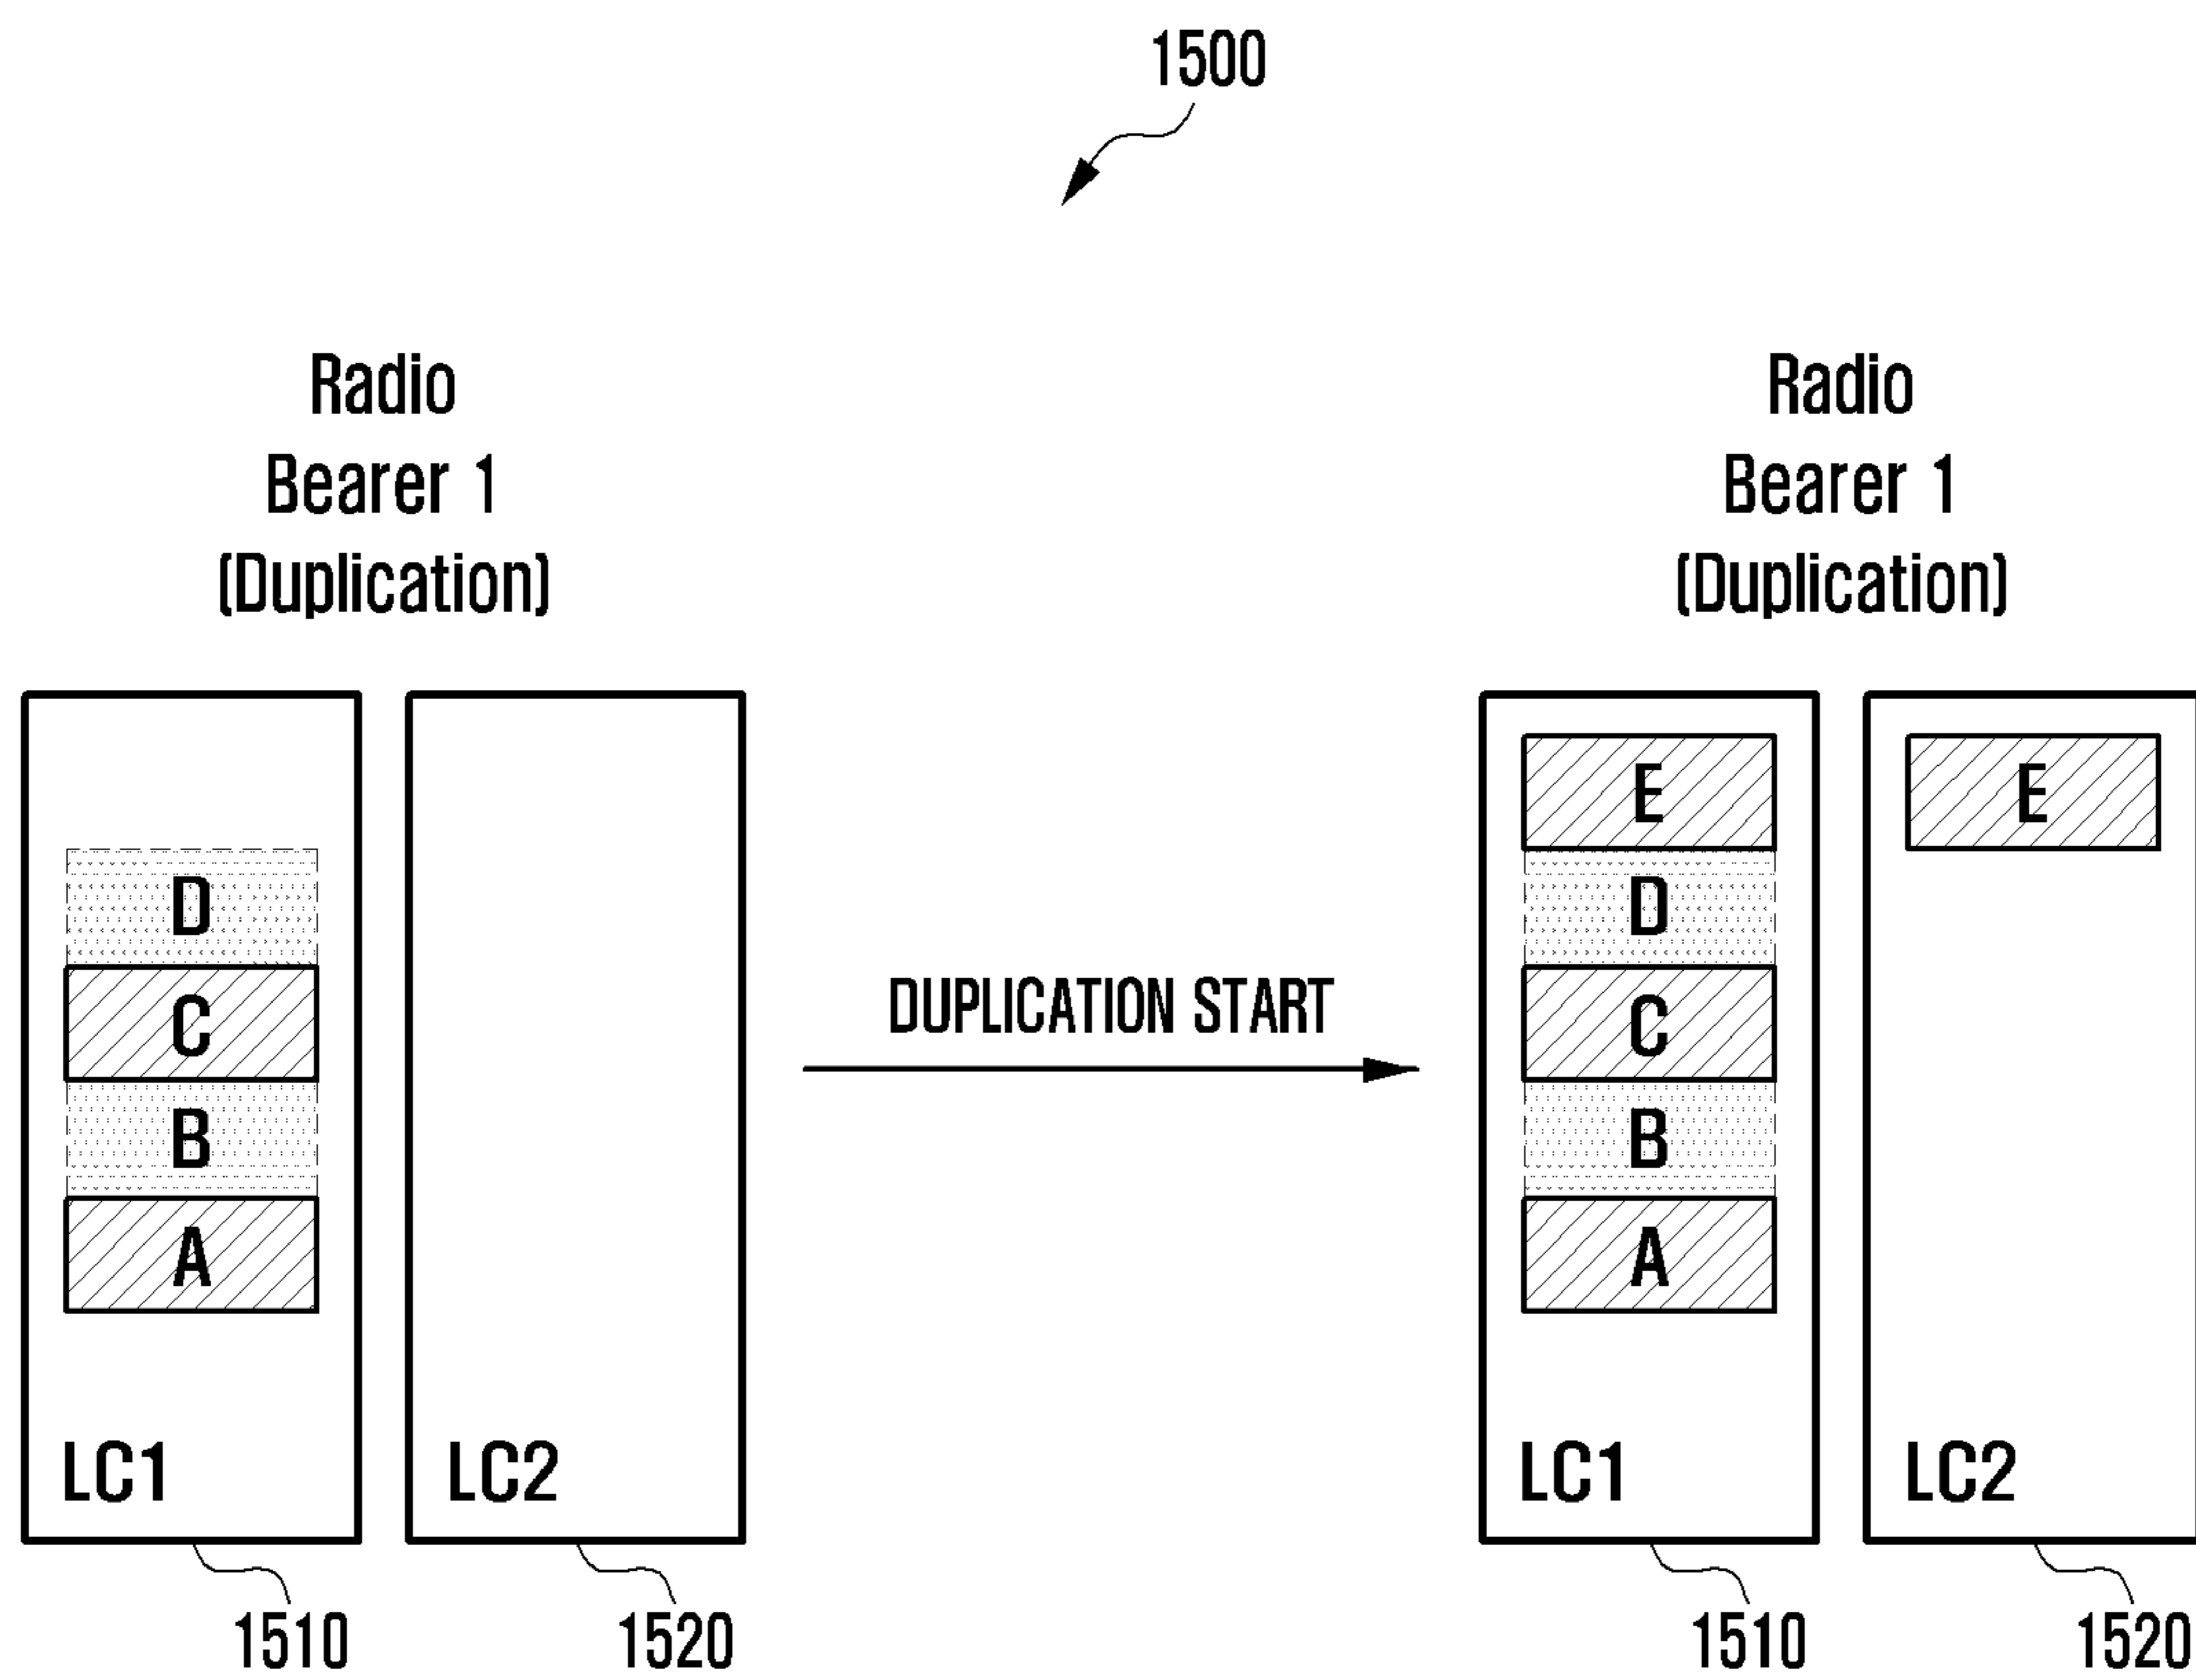 1500
Radio
Bearer 1
(Duplication)
Radio
Bearer 1
(Duplication)
D
C
B
A
LC1
LC2
DUPLICATION START
E
D
C
B
A
LC1
E
LC2
1510
1520
1510
1520